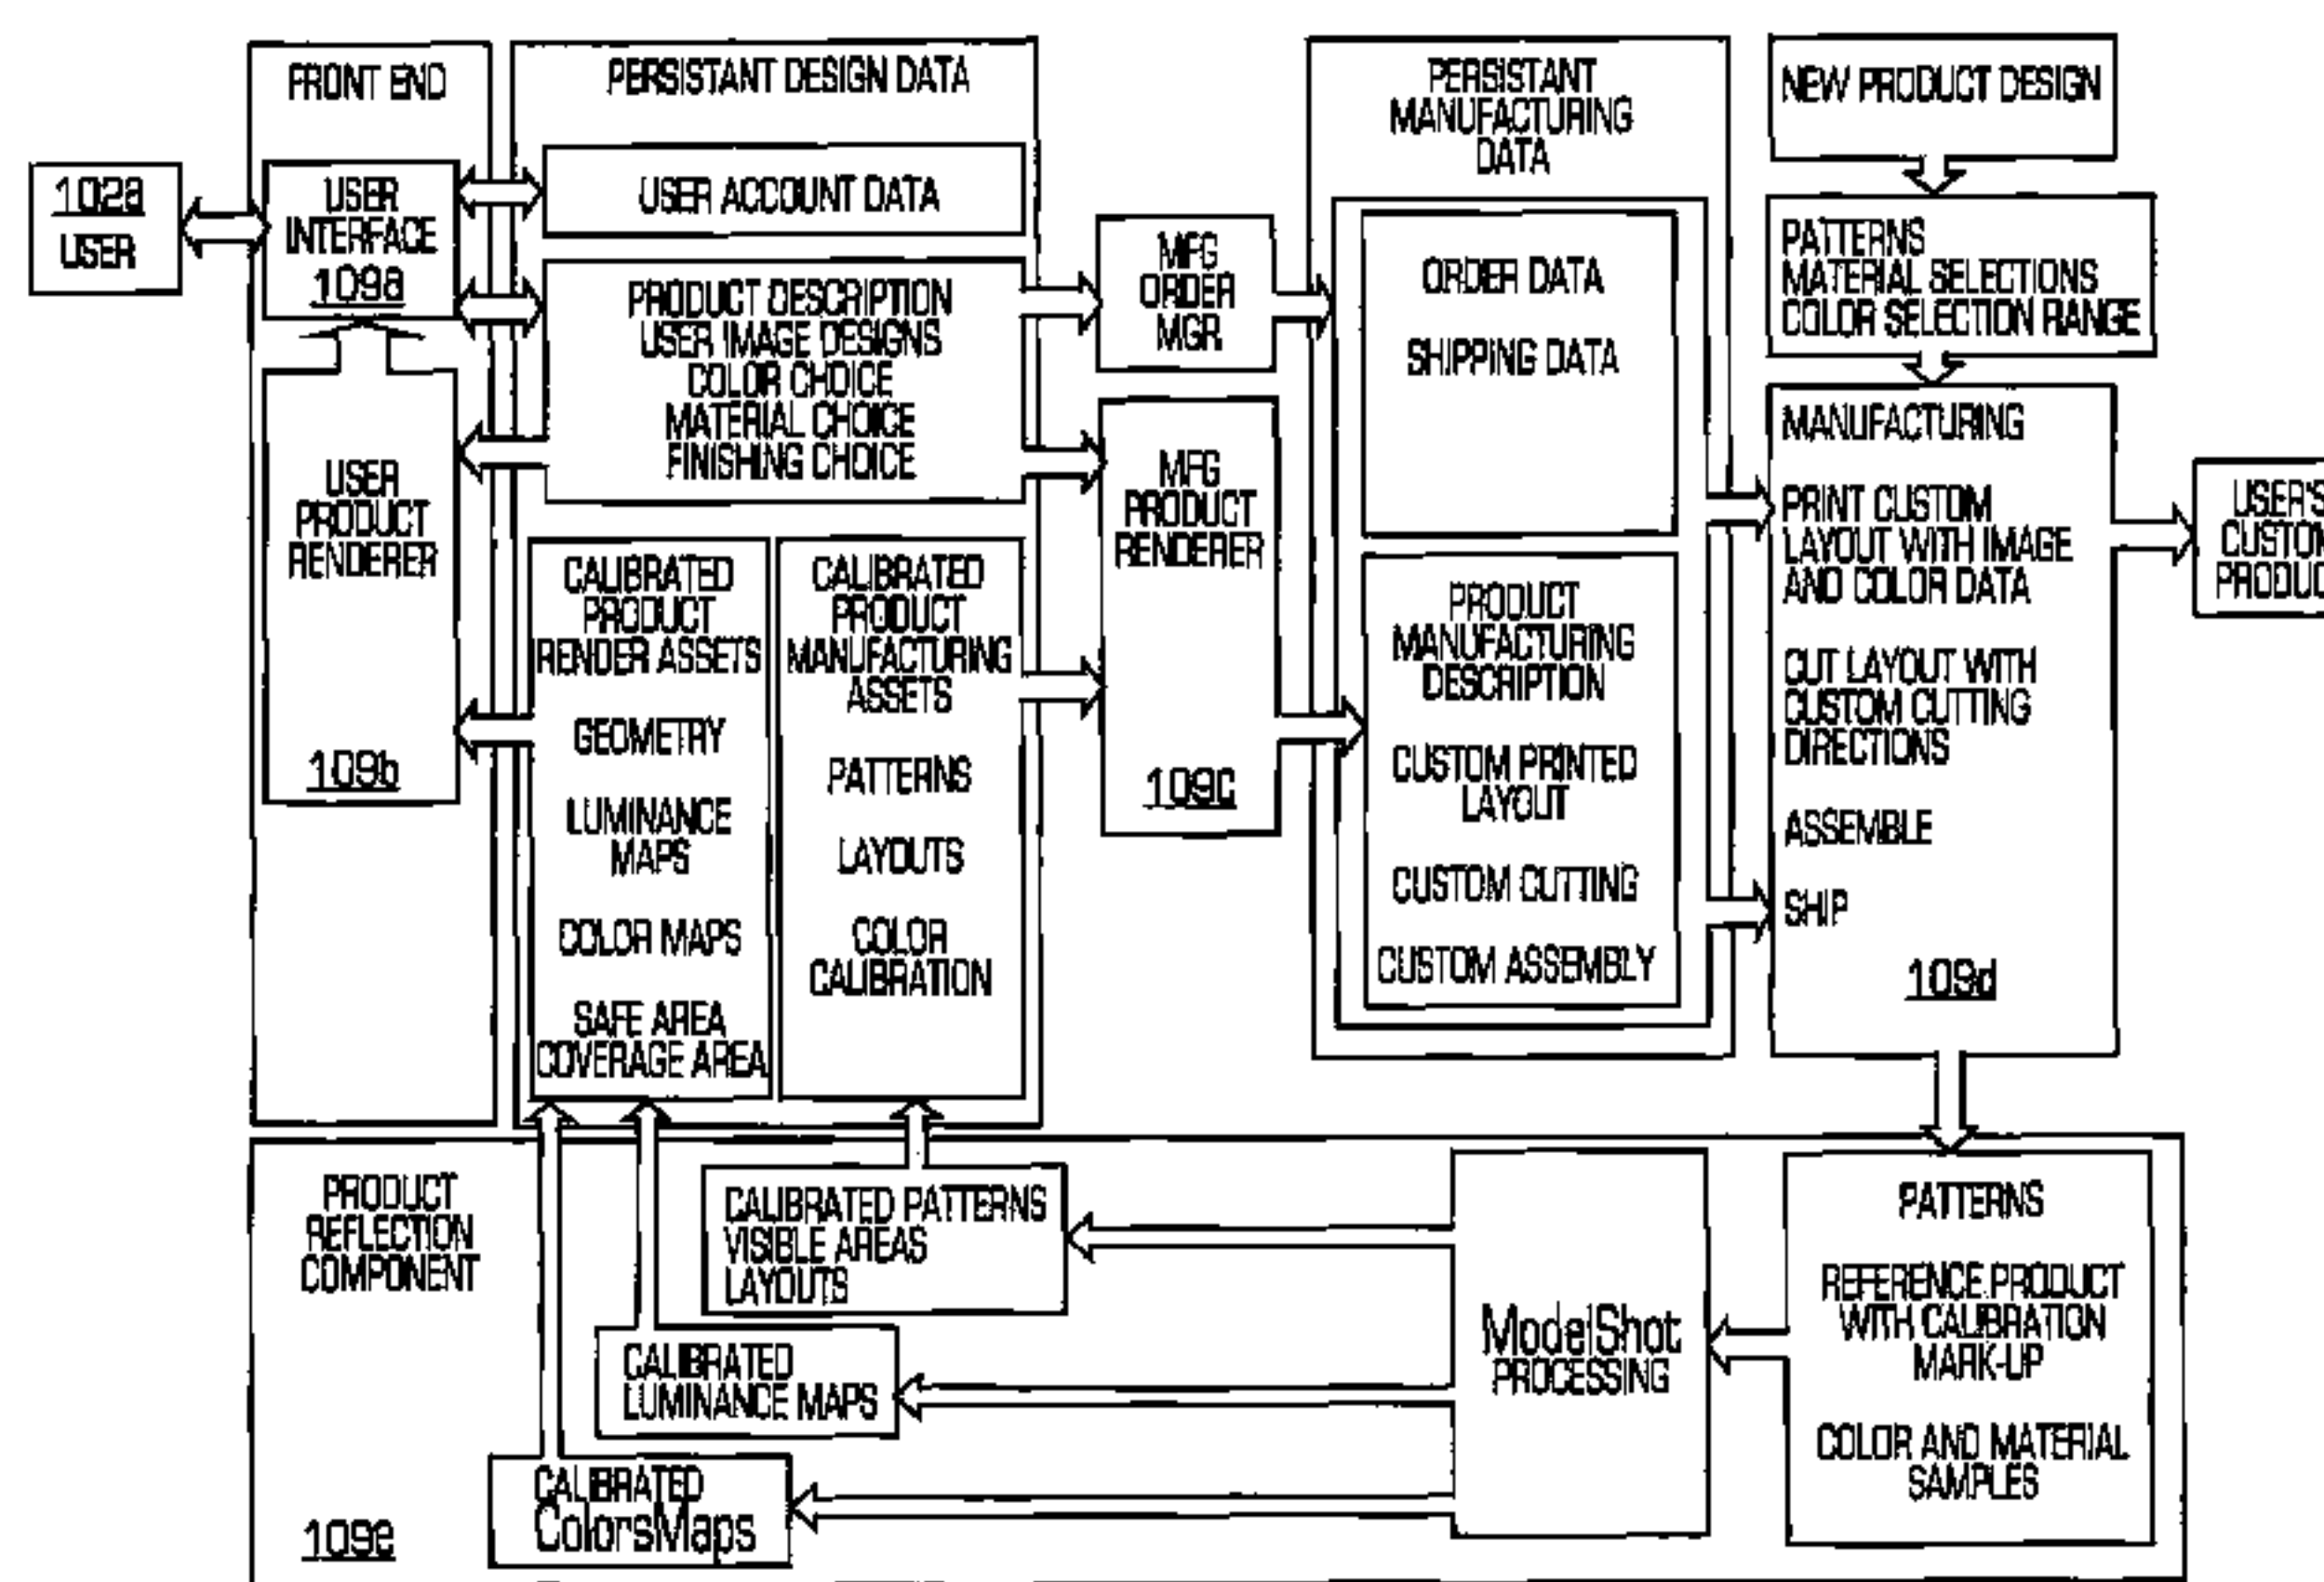 FRONT END
102a
USER
USER
INTERFACE
109a
USER
PRODUCT
RENDERER
109b
PERSISTANT DESIGN DATA
USER ACCOUNT DATA
PRODUCT DESCRIPTION
USER IMAGE DESIGNS
COLOR CHOICE
MATERIAL CHOICE
FINISHING CHOICE
CALIBRATED
PRODUCT
RENDER ASSETS
GEOMETRY
LUMINANCE
MAPS
COLOR MAPS
SAFE AREA
COVERAGE AREA
CALIBRATED
PRODUCT
MANUFACTURING
ASSETS
PATTERNS
LAYOUTS
COLOR
CALIBRATION
MFG
ORDER
MGR
MFG
PRODUCT
RENDERER
109c
PERSISTANT
MANUFACTURING
DATA
ORDER DATA
SHIPPING DATA
PRODUCT
MANUFACTURING
DESCRIPTION
CUSTOM PRINTED
LAYOUT
CUSTOM CUTTING
CUSTOM ASSEMBLY
NEW PRODUCT DESIGN
PATTERNS
MATERIAL SELECTIONS
COLOR SELECTION RANGE
MANUFACTURING
PRINT CUSTOM
LAYOUT WITH IMAGE
AND COLOR DATA
CUT LAYOUT WITH
CUSTOM CUTTING
DIRECTIONS
ASSEMBLE
SHIP
109d
USER'S
PRODUCT
REFLECTION
COMPONENT
109e
CALIBRATED PATTERNS
VISIBLE AREAS
LAYOUTS
CALIBRATED
LUMINANCE MAPS
CALIBRATED
ColorsMaps
ModelShot
PROCESSING
PATTERNS
REFERENCE PRODUCT
WITH CALIBRATION
MARK-UP
COLOR AND MATERIAL
SAMPLES